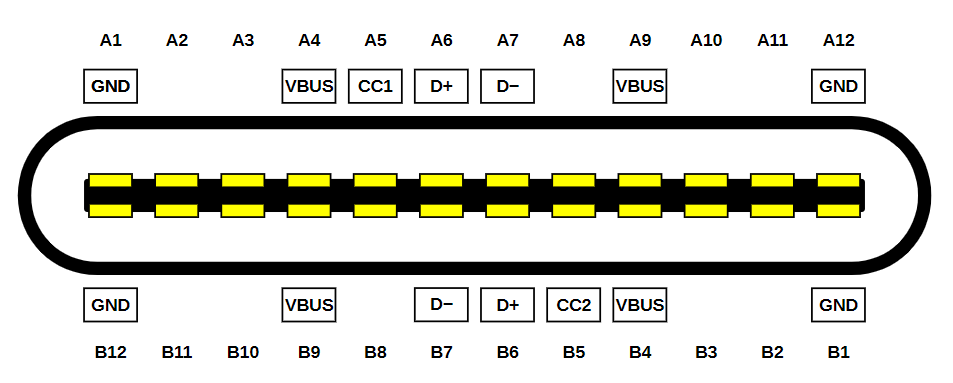 A1 A2 A3 A4 A5 A6 A7 A8 A9 A10 A11 A12
GND VBUS CC1 D+ D− VBUS GND
GND VBUS D− D+ CC2 VBUS GND
B12 B11 B10 B9 B8 B7 B6 B5 B4 B3 B2 B1